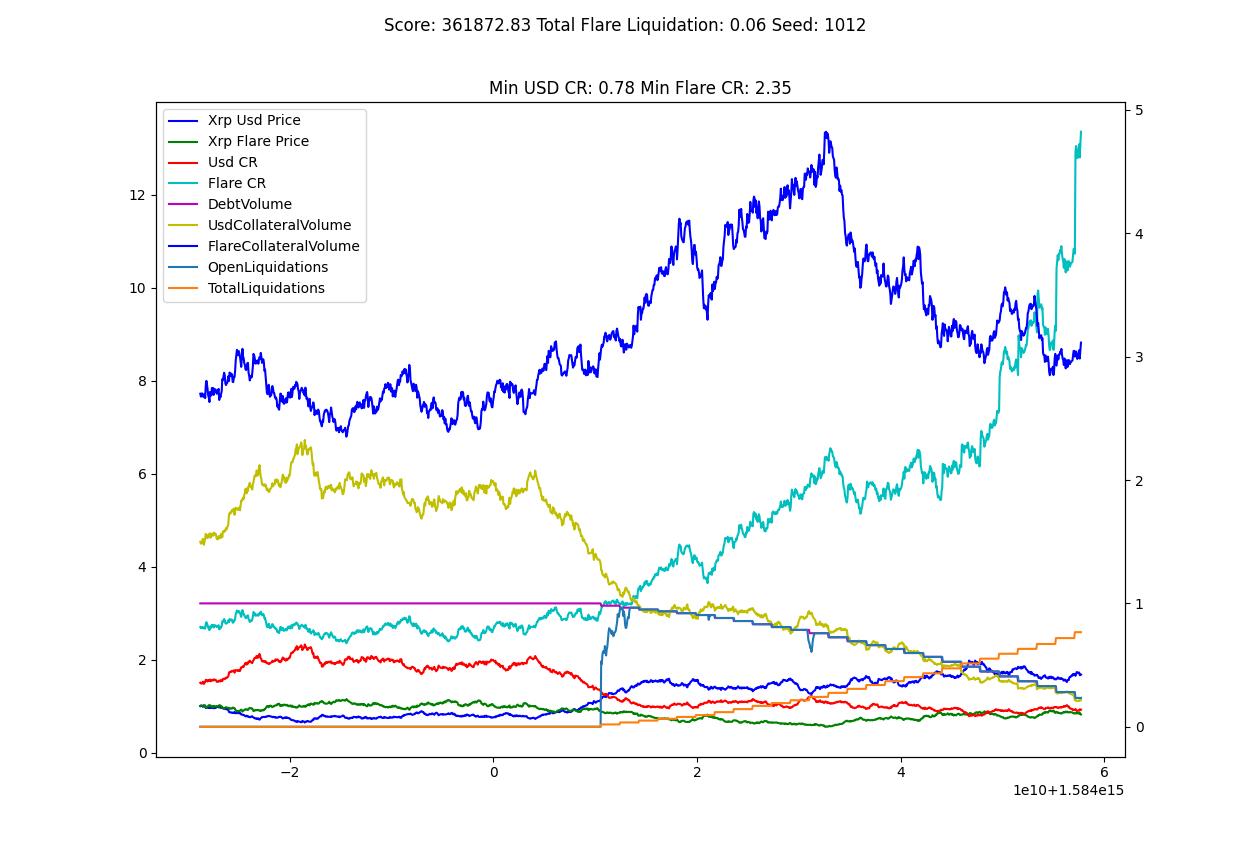 Score: 361872.83 Total Flare Liquidation: 0.06 Seed: 1012
Min USD CR: 0.78 Min Flare CR: 2.35
Xrp Usd Price
Xrp Flare Price
Usd CR
Flare CR
DebtVolume
UsdCollateralVolume
FlareCollateralVolume
OpenLiquidations
TotalLiquidations
12
10
8
6
4
2
0
5
4
3
2
1
0
−2 0 2 4 6
1e10+1.584e15